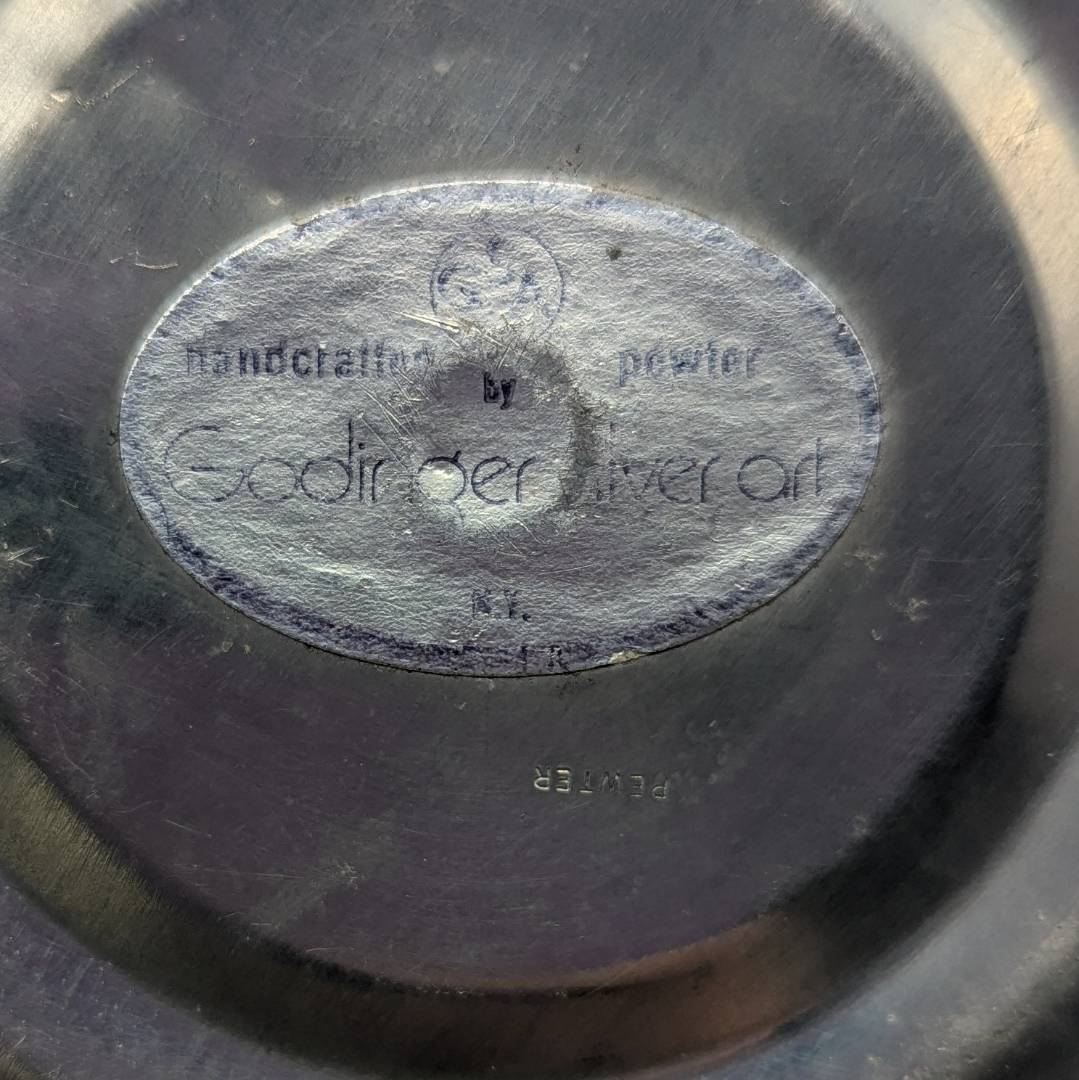 handcrafted pewter
by
Godinger silver art
N.Y.
PEWTER